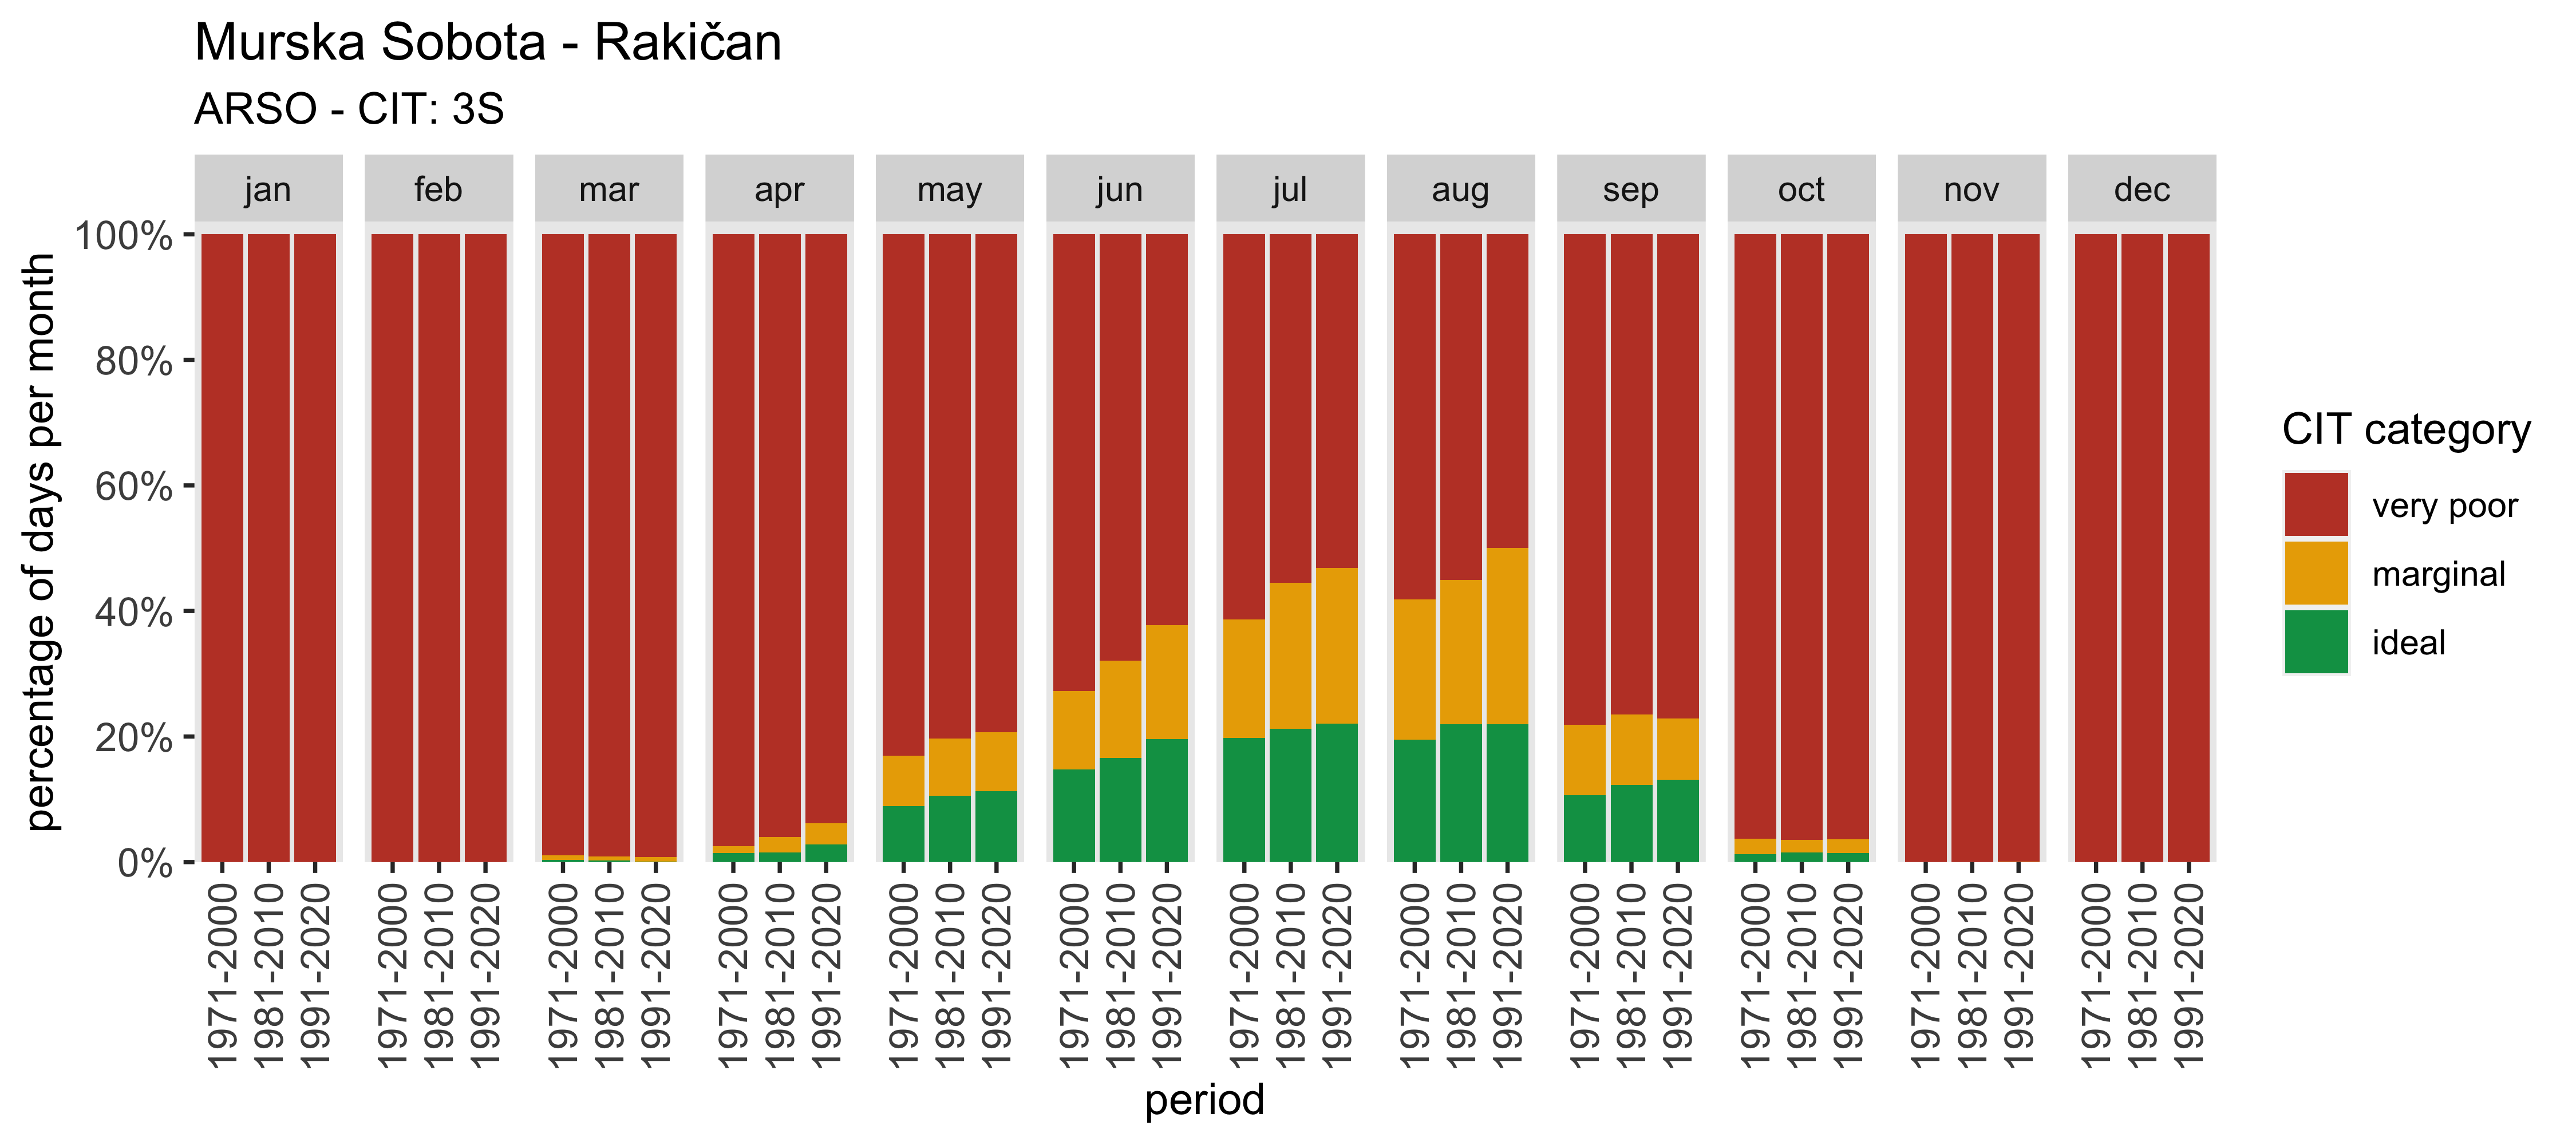 Murska Sobota - Rakičan
ARSO - CIT: 3S
jan feb mar apr may jun jul aug sep oct nov dec
percentage of days per month
100%
80%
60%
40%
20%
0%
1971-2000 1981-2010 1991-2020 1971-2000 1981-2010 1991-2020 1971-2000 1981-2010 1991-2020 1971-2000 1981-2010 1991-2020 1971-2000 1981-2010 1991-2020 1971-2000 1981-2010 1991-2020 1971-2000 1981-2010 1991-2020 1971-2000 1981-2010 1991-2020 1971-2000 1981-2010 1991-2020 1971-2000 1981-2010 1991-2020 1971-2000 1981-2010 1991-2020 1971-2000 1981-2010 1991-2020
period
CIT category
very poor
marginal
ideal